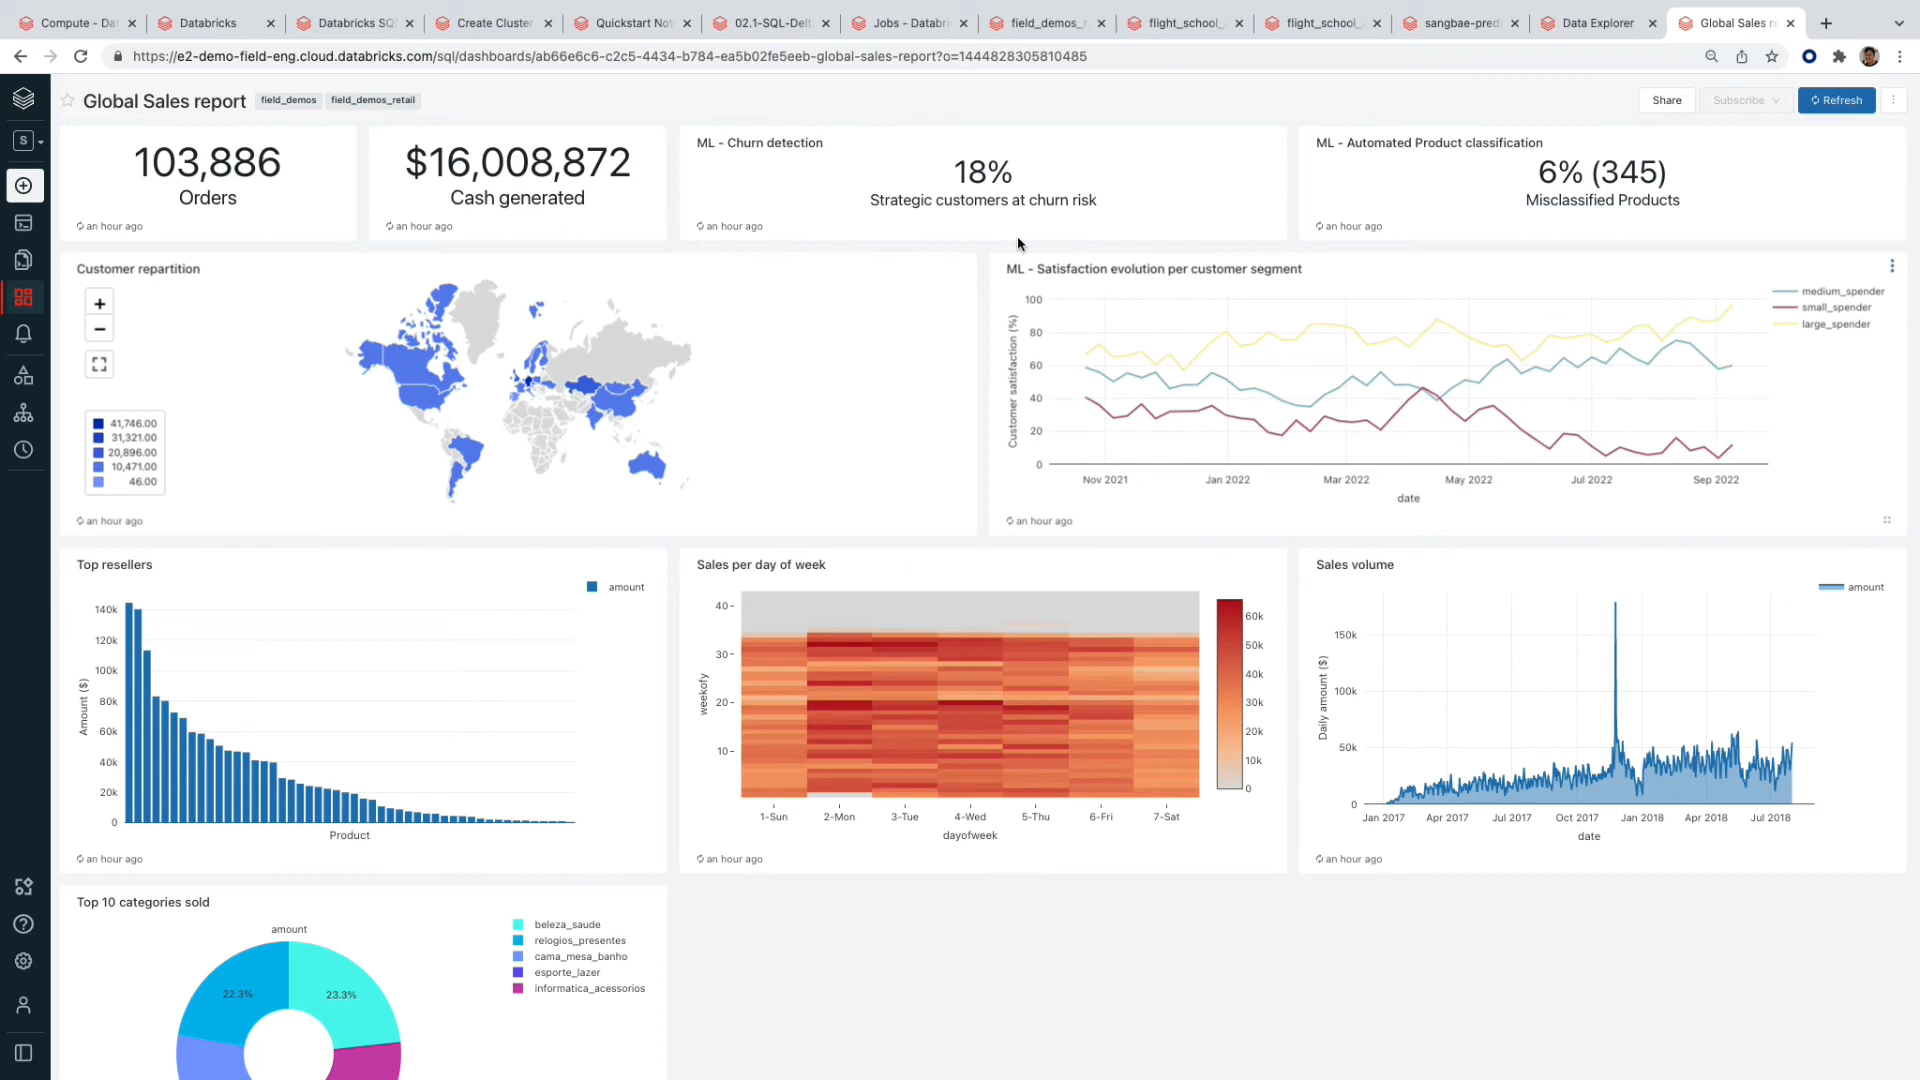 Compute - Dat
Databricks
Databricks SQ
Create Cluster
Quickstart Not
02.1-SQL-Delt
Jobs - Databri
field_demos_r
flight_school_
flight_school_
sangbae-pred
Data Explorer
Global Sales re
https://e2-demo-field-eng.cloud.databricks.com/sql/dashboards/ab66e6c6-c2c5-4434-b784-ea5b02fe5eeb-global-sales-report?o=1444828305810485
Global Sales report
field_demos
field_demos_retail
Share
Subscribe
Refresh
S
103,886
Orders
an hour ago
$16,008,872
Cash generated
an hour ago
ML - Churn detection
18%
Strategic customers at churn risk
an hour ago
ML - Automated Product classification
6% (345)
Misclassified Products
an hour ago
Customer repartition
+
−
41,746.00
31,321.00
20,896.00
10,471.00
46.00
an hour ago
ML - Satisfaction evolution per customer segment
medium_spender
small_spender
large_spender
Customer satisfaction (%)
100
80
60
40
20
0
Nov 2021
Jan 2022
Mar 2022
May 2022
Jul 2022
Sep 2022
date
an hour ago
Top resellers
amount
Amount ($)
140k
120k
100k
80k
60k
40k
20k
0
Product
an hour ago
Sales per day of week
weekofy
40
30
20
10
1-Sun
2-Mon
3-Tue
4-Wed
5-Thu
6-Fri
7-Sat
dayofweek
60k
50k
40k
30k
20k
10k
0
an hour ago
Sales volume
amount
Daily amount ($)
150k
100k
50k
0
Jan 2017
Apr 2017
Jul 2017
Oct 2017
Jan 2018
Apr 2018
Jul 2018
date
an hour ago
Top 10 categories sold
amount
22.3%
23.3%
beleza_saude
relogios_presentes
cama_mesa_banho
esporte_lazer
informatica_acessorios